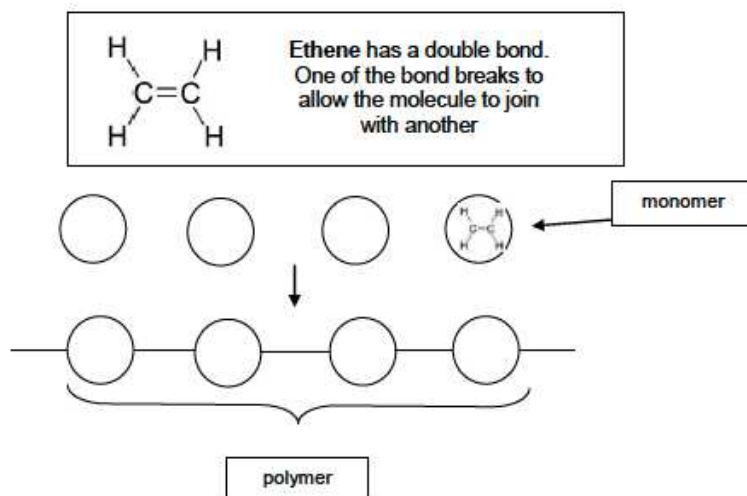 H H
C=C
H H
Ethene has a double bond.
One of the bond breaks to
allow the molecule to join
with another
H H
C=C
H H
monomer
polymer